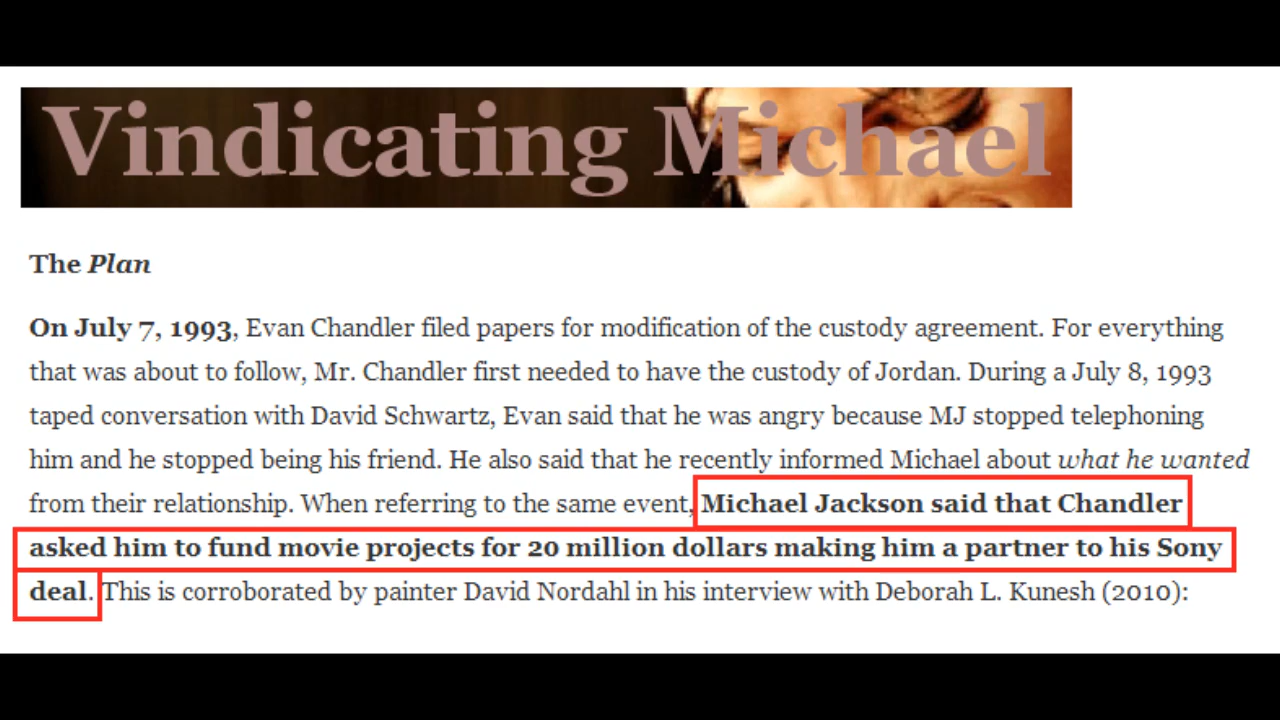 Vindicating Michael
The Plan
On July 7, 1993, Evan Chandler filed papers for modification of the custody agreement. For everything
that was about to follow, Mr. Chandler first needed to have the custody of Jordan. During a July 8, 1993
taped conversation with David Schwartz, Evan said that he was angry because MJ stopped telephoning
him and he stopped being his friend. He also said that he recently informed Michael about what he wanted
from their relationship. When referring to the same event, Michael Jackson said that Chandler
asked him to fund movie projects for 20 million dollars making him a partner to his Sony
deal. This is corroborated by painter David Nordahl in his interview with Deborah L. Kunesh (2010):